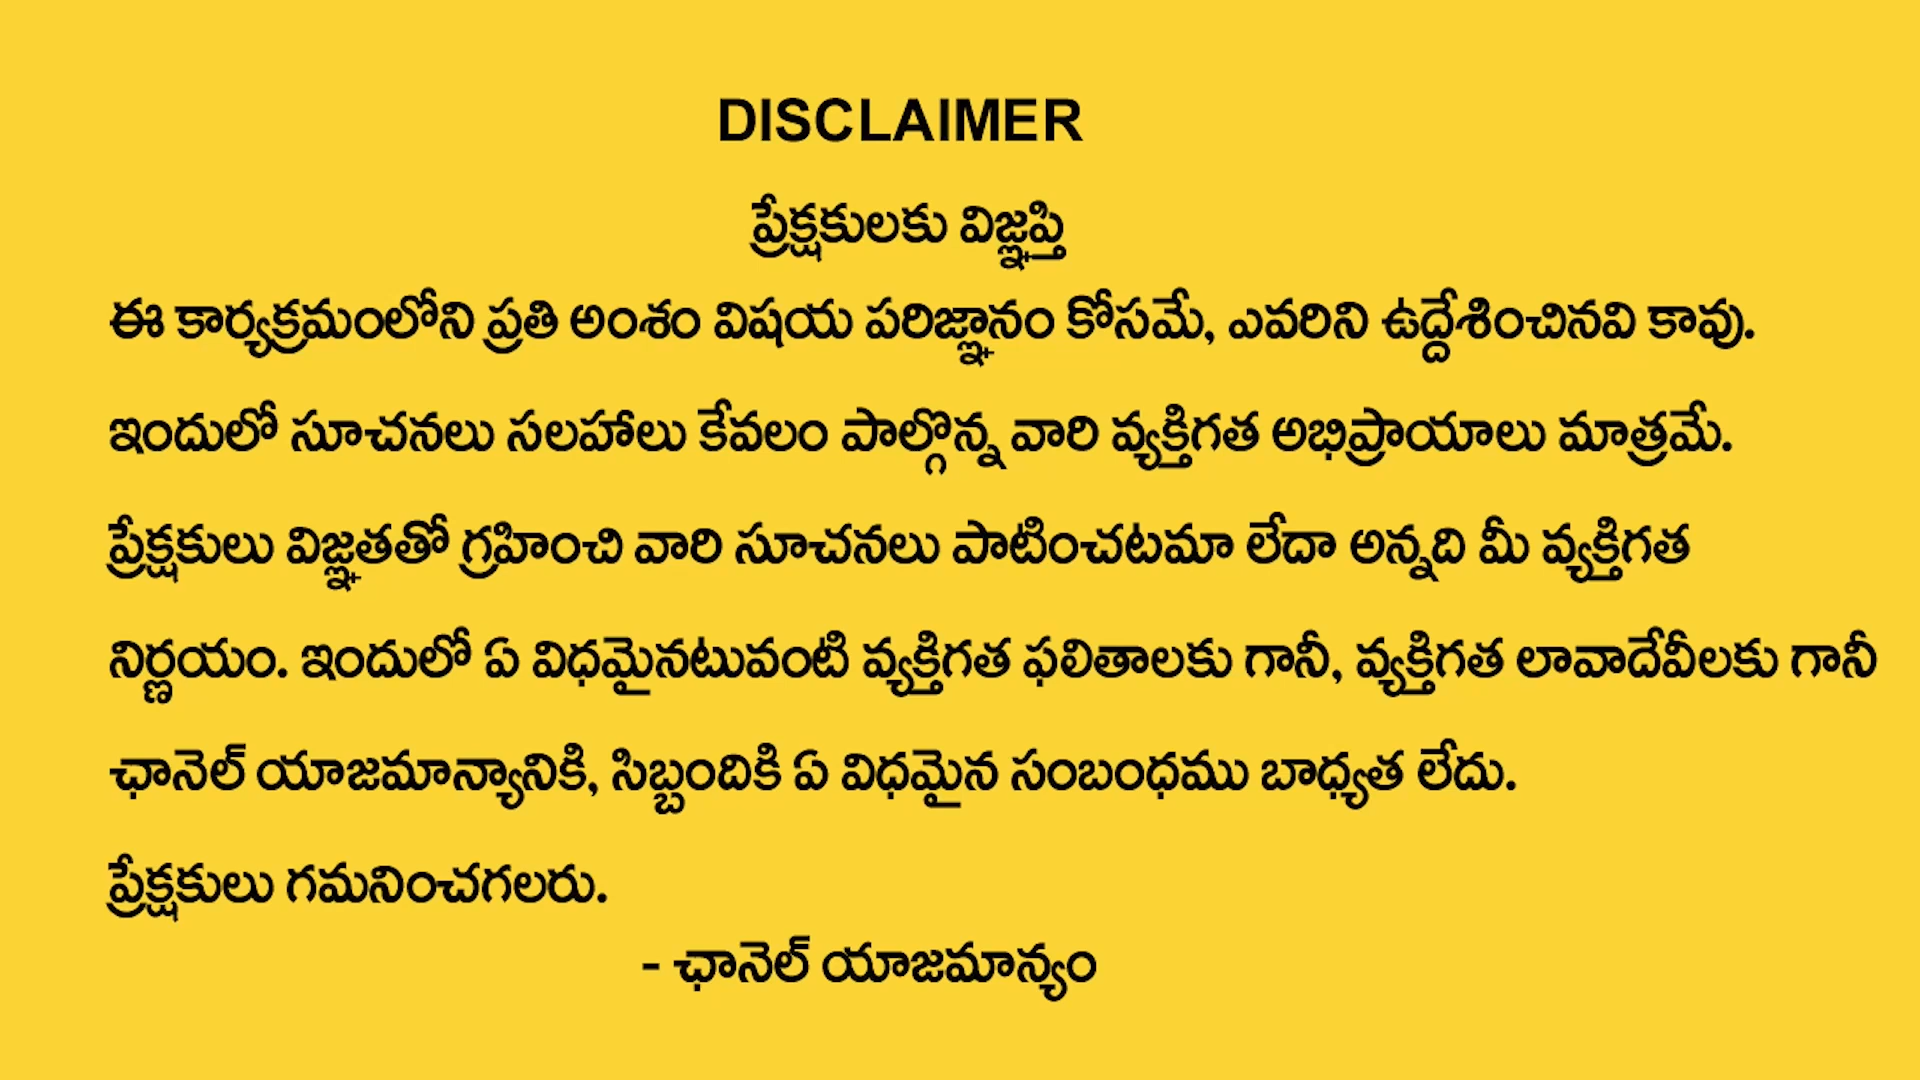 DISCLAIMER
ప్రేక్షకులకు విజ్ఞప్తి
ఈ కార్యక్రమంలోని ప్రతి అంశం విషయ పరిజ్ఞానం కోసమే, ఎవరిని ఉద్దేశించినవి కావు.
ఇందులో సూచనలు సలహాలు కేవలం పాల్గొన్న వారి వ్యక్తిగత అభిప్రాయాలు మాత్రమే.
ప్రేక్షకులు విజ్ఞతతో గ్రహించి వారి సూచనలు పాటించటమా లేదా అన్నది మీ వ్యక్తిగత
నిర్ణయం. ఇందులో ఏ విధమైనటువంటి వ్యక్తిగత ఫలితాలకు గానీ, వ్యక్తిగత లావాదేవీలకు గానీ
ఛానెల్ యాజమాన్యానికి, సిబ్బందికి ఏ విధమైన సంబంధము బాధ్యత లేదు.
ప్రేక్షకులు గమనించగలరు.
- ఛానెల్ యాజమాన్యం